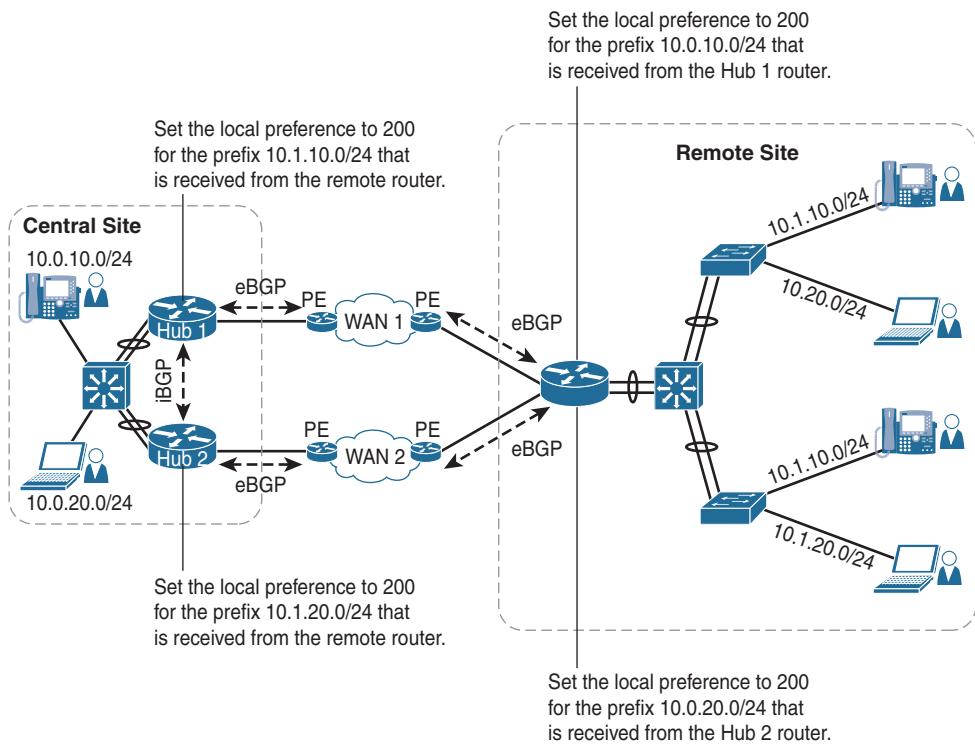 Set the local preference to 200
for the prefix 10.0.10.0/24 that
is received from the Hub 1 router.
Set the local preference to 200
for the prefix 10.1.10.0/24 that
is received from the remote router.
Central Site
10.0.10.0/24
Hub 1
iBGP
Hub 2
10.0.20.0/24
eBGP
PE
WAN 1
PE
eBGP
PE
WAN 2
PE
eBGP
eBGP
Remote Site
10.1.10.0/24
10.20.0/24
10.1.10.0/24
10.1.20.0/24
Set the local preference to 200
for the prefix 10.1.20.0/24 that
is received from the remote router.
Set the local preference to 200
for the prefix 10.0.20.0/24 that
is received from the Hub 2 router.